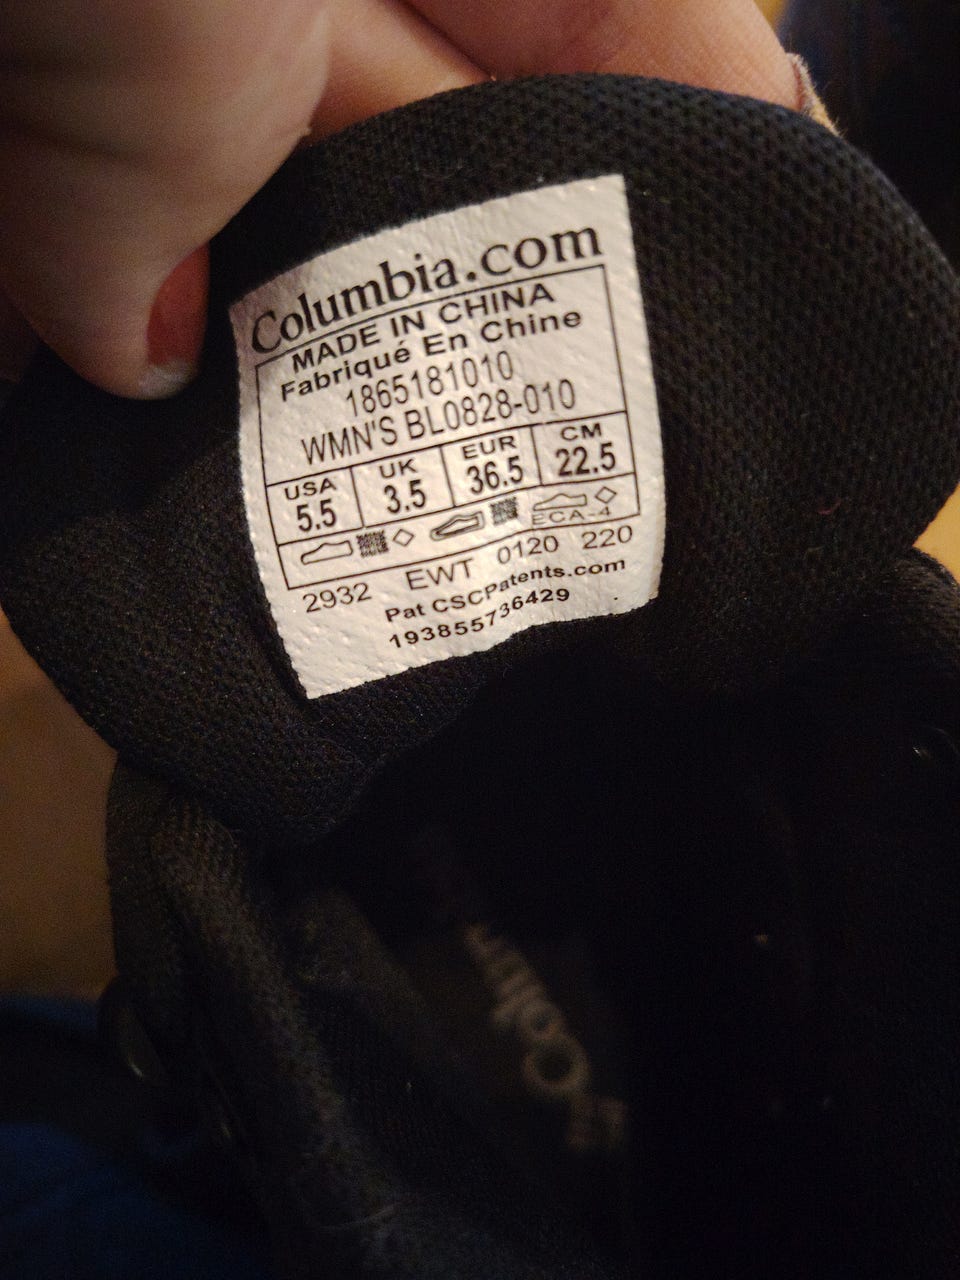 Columbia.com
MADE IN CHINA
Fabriqué En Chine
1865181010
WMN'S BL0828-010
USA UK EUR CM
5.5 3.5 36.5 22.5
ECA-4
2932 EWT 0120 220
Pat CSCPatents.com
193855736429
Colum